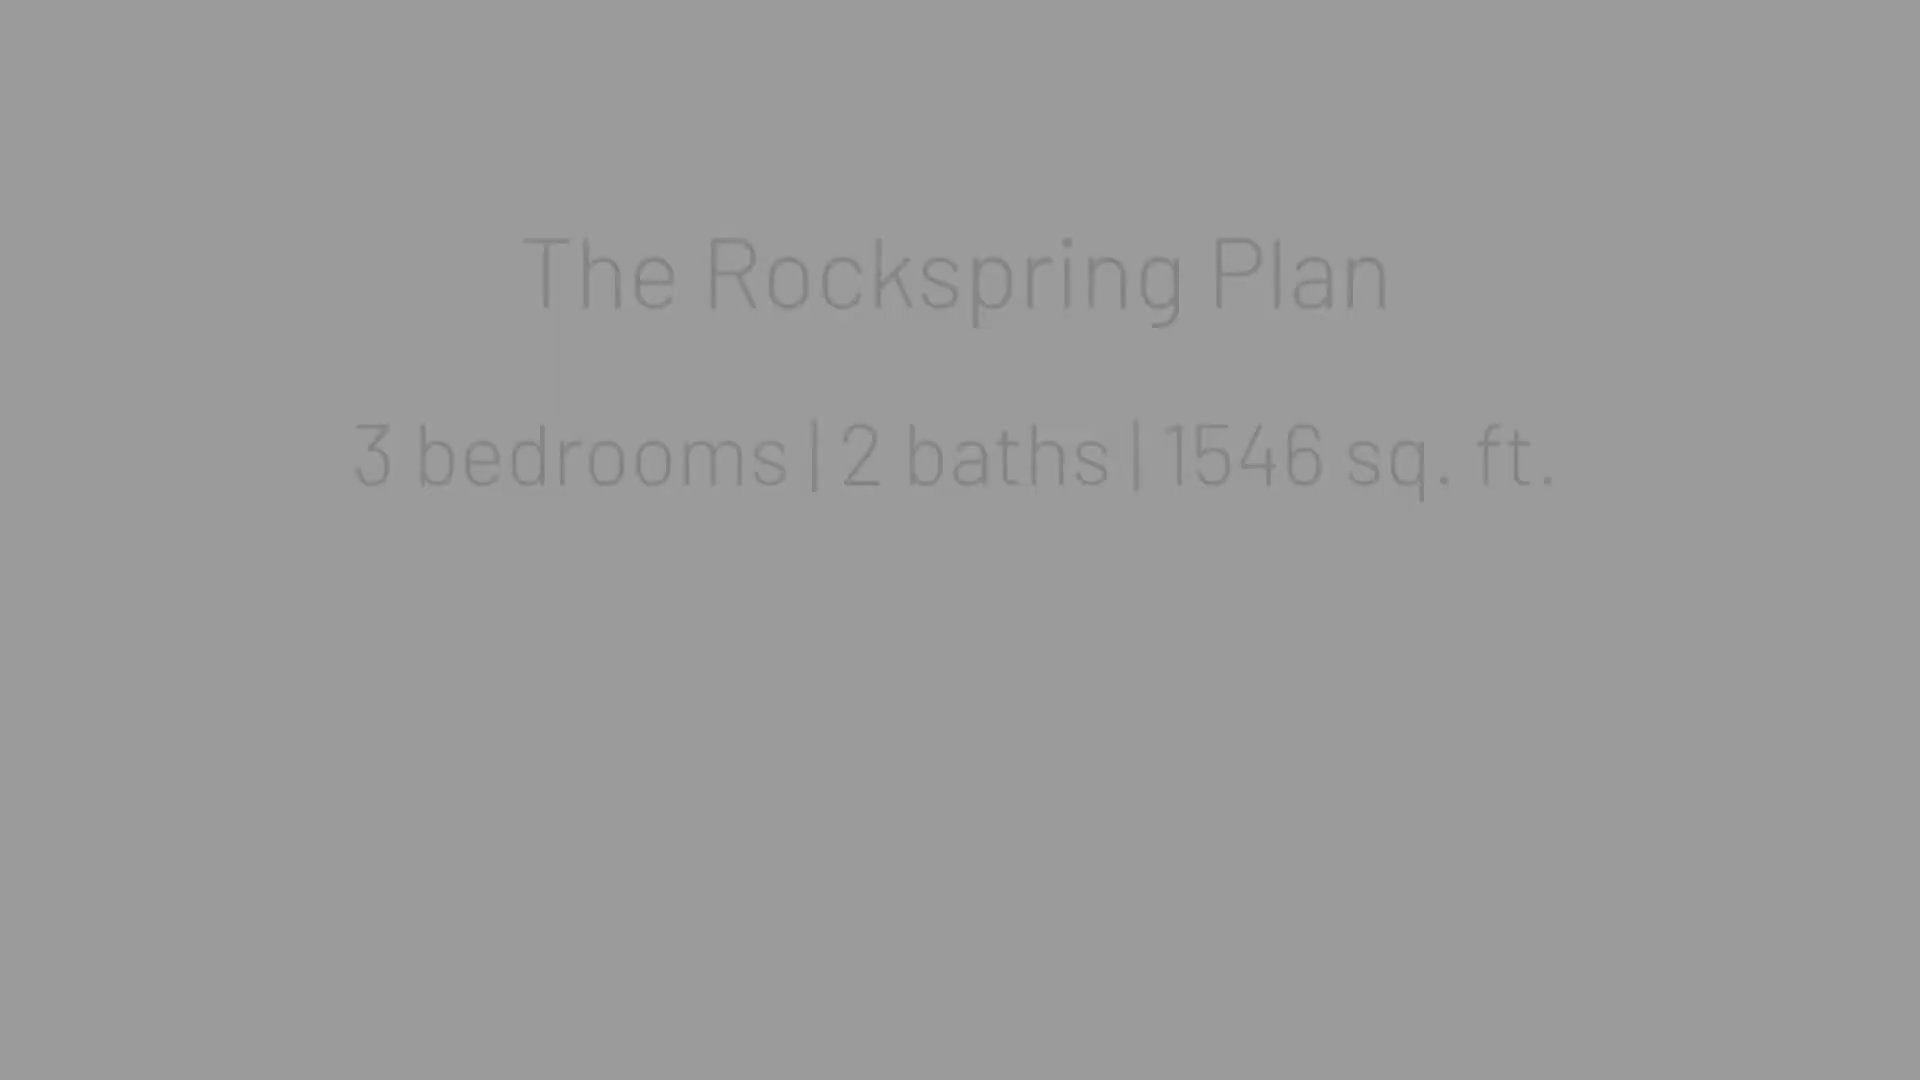 The Rockspring Plan
3 bedrooms | 2 baths | 1546 sq. ft.